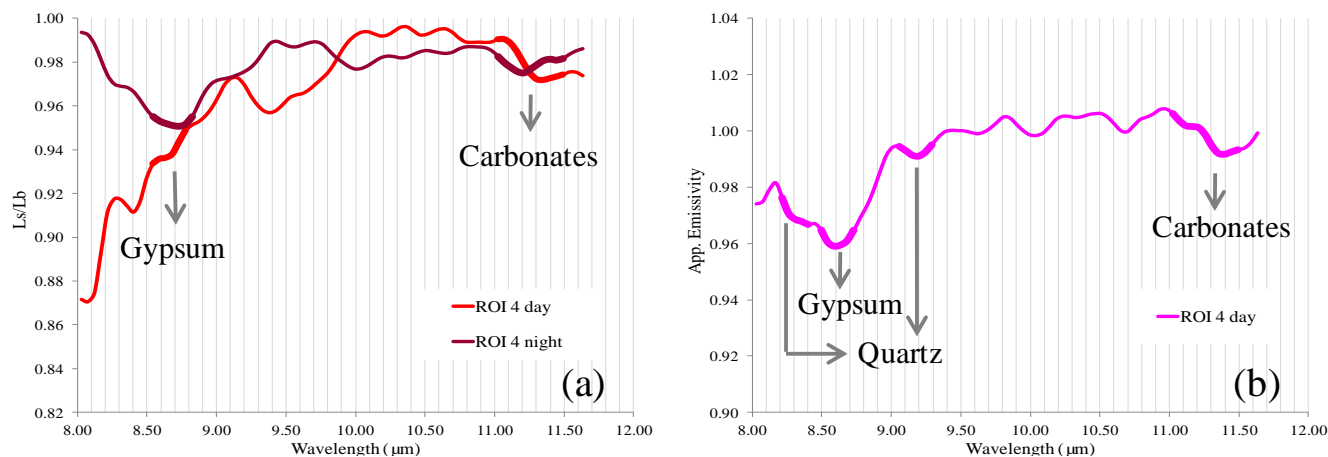 1.00
0.98
0.96
0.94
0.92
0.90
0.88
0.86
0.84
0.82
Ls/Lb
8.00 8.50 9.00 9.50 10.00 10.50 11.00 11.50 12.00
Wavelength (µm)
Gypsum
Carbonates
ROI 4 day
ROI 4 night
(a)
1.04
1.02
1.00
0.98
0.96
0.94
0.92
0.90
App. Emissivity
8.00 8.50 9.00 9.50 10.00 10.50 11.00 11.50 12.00
Wavelength (µm)
Carbonates
Gypsum
Quartz
ROI 4 day
(b)